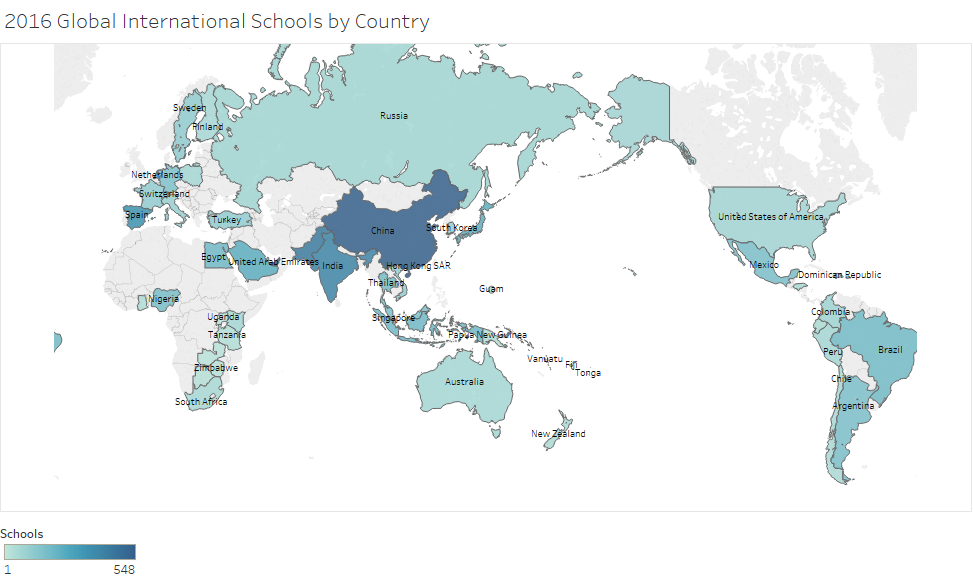 2016 Global International Schools by Country
Sweden
Russia
Finland
Netherlands
Switzerland
Spain
Turkey
United States of America
South Korea
China
Egypt
United Arab Emirates
India
Hong Kong SAR
Mexico
Dominican Republic
Thailand
Guam
Nigeria
Colombia
Uganda
Singapore
Tanzania
Papua New Guinea
Peru
Brazil
Vanuatu
Fiji
Zimbabwe
Tonga
Australia
Chile
South Africa
Argentina
New Zealand
Schools
1
548